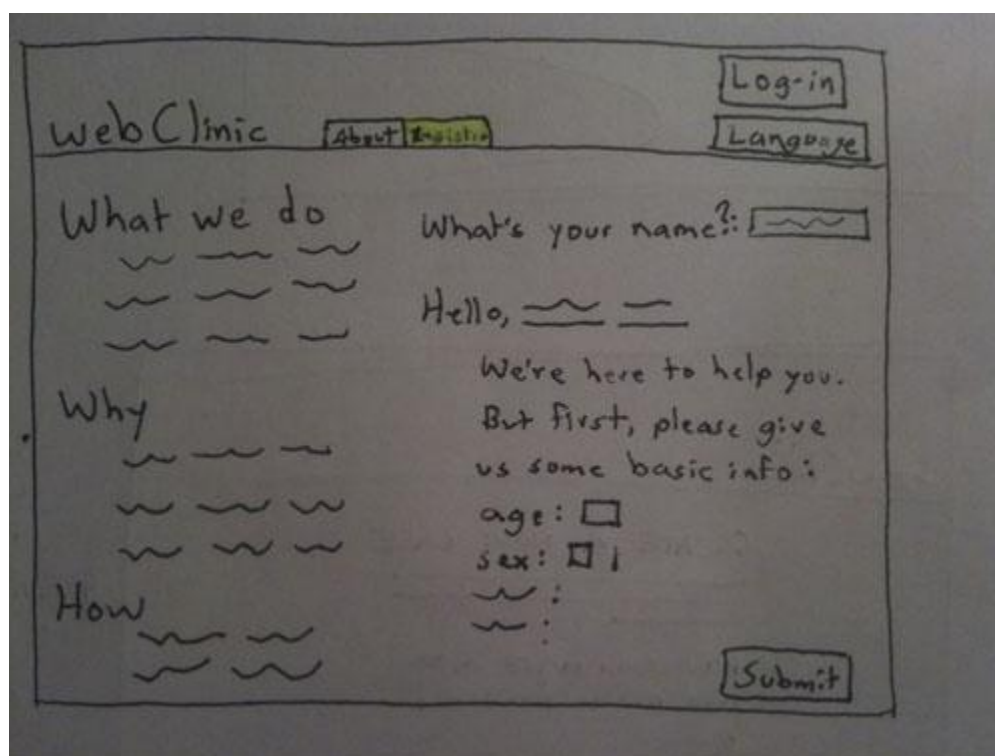 Log-in
webClinic About
Language
What we do
What's your name?:
Hello,
We're here to help you.
But first, please give
us some basic info:
Why
age:
sex:
How
Submit